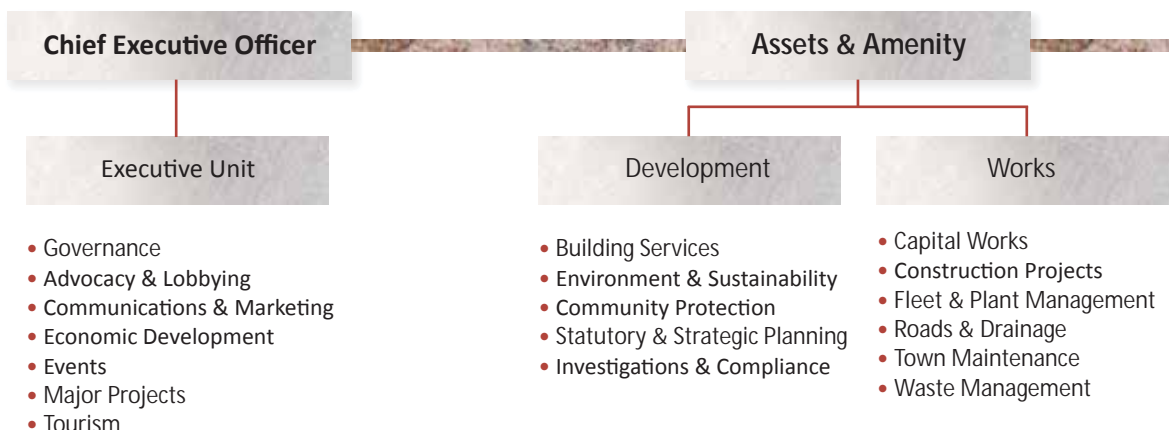 Chief Executive Officer
Assets & Amenity
Executive Unit
Development
Works
• Governance
• Advocacy & Lobbying
• Communications & Marketing
• Economic Development
• Events
• Major Projects
• Tourism
• Building Services
• Environment & Sustainability
• Community Protection
• Statutory & Strategic Planning
• Investigations & Compliance
• Capital Works
• Construction Projects
• Fleet & Plant Management
• Roads & Drainage
• Town Maintenance
• Waste Management